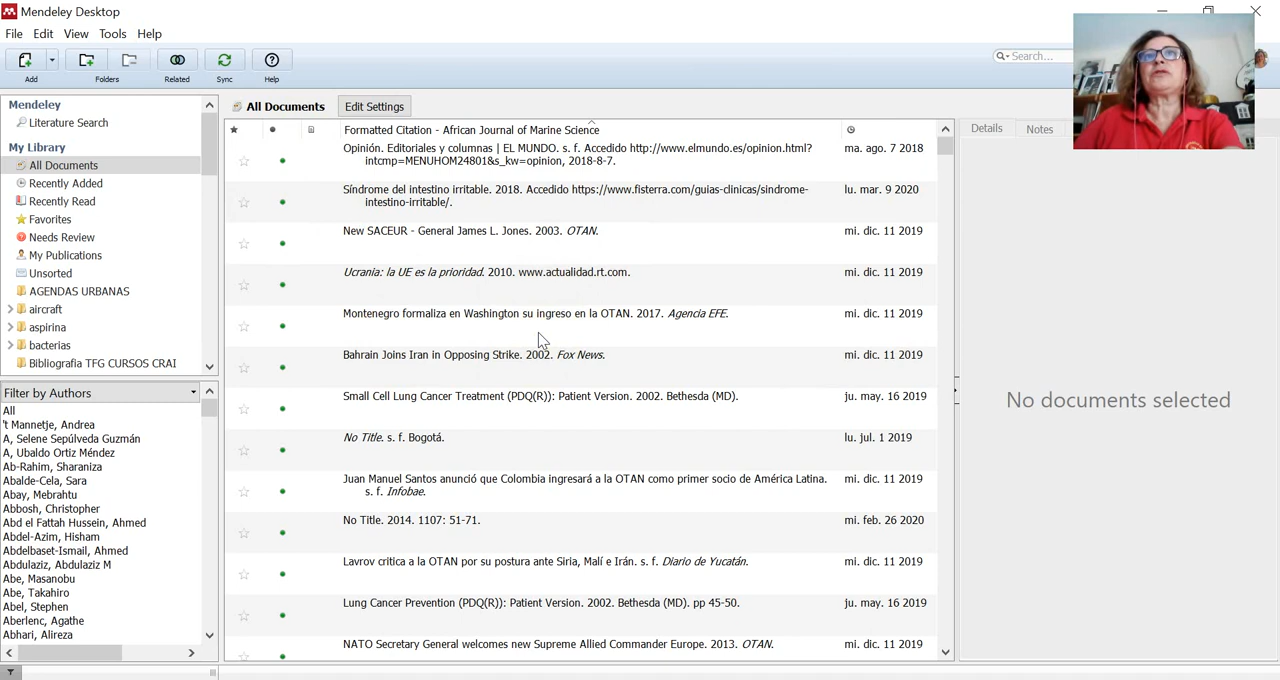 Mendeley Desktop
File Edit View Tools Help
Add Folders Related Sync Help
Search...
Mendeley
Literature Search
My Library
All Documents
Recently Added
Recently Read
Favorites
Needs Review
My Publications
Unsorted
AGENDAS URBANAS
aircraft
aspirina
bacterias
Bibliografia TFG CURSOS CRAI
Filter by Authors
All
't Mannetje, Andrea
A, Selene Sepúlveda Guzmán
A, Ubaldo Ortiz Méndez
Ab-Rahim, Sharaniza
Abalde-Cela, Sara
Abay, Mebrahtu
Abbosh, Christopher
Abd el Fattah Hussein, Ahmed
Abdel-Azim, Hisham
Abdelbaset-Ismail, Ahmed
Abdulaziz, Abdulaziz M
Abe, Masanobu
Abe, Takahiro
Abel, Stephen
Aberlenc, Agathe
Abhari, Alireza
All Documents Edit Settings
Formatted Citation - African Journal of Marine Science
Opinión. Editoriales y columnas | EL MUNDO. s. f. Accedido http://www.elmundo.es/opinion.html? ma. ago. 7 2018
intcmp=MENUHOM24801&s_kw=opinion, 2018-8-7.
Síndrome del intestino irritable. 2018. Accedido https://www.fisterra.com/guias-clinicas/sindrome- lu. mar. 9 2020
intestino-irritable/.
New SACEUR - General James L. Jones. 2003. OTAN. mi. dic. 11 2019
Ucrania: la UE es la prioridad. 2010. www.actualidad.rt.com. mi. dic. 11 2019
Montenegro formaliza en Washington su ingreso en la OTAN. 2017. Agencia EFE. mi. dic. 11 2019
Bahrain Joins Iran in Opposing Strike. 2002. Fox News. mi. dic. 11 2019
Small Cell Lung Cancer Treatment (PDQ(R)): Patient Version. 2002. Bethesda (MD). ju. may. 16 2019
No Title. s. f. Bogotá. lu. jul. 1 2019
Juan Manuel Santos anunció que Colombia ingresará a la OTAN como primer socio de América Latina. mi. dic. 11 2019
s. f. Infobae.
No Title. 2014. 1107: 51-71. mi. feb. 26 2020
Lavrov critica a la OTAN por su postura ante Siria, Malí e Irán. s. f. Diario de Yucatán. mi. dic. 11 2019
Lung Cancer Prevention (PDQ(R)): Patient Version. 2002. Bethesda (MD). pp 45-50. ju. may. 16 2019
NATO Secretary General welcomes new Supreme Allied Commander Europe. 2013. OTAN. mi. dic. 11 2019
Details Notes
No documents selected